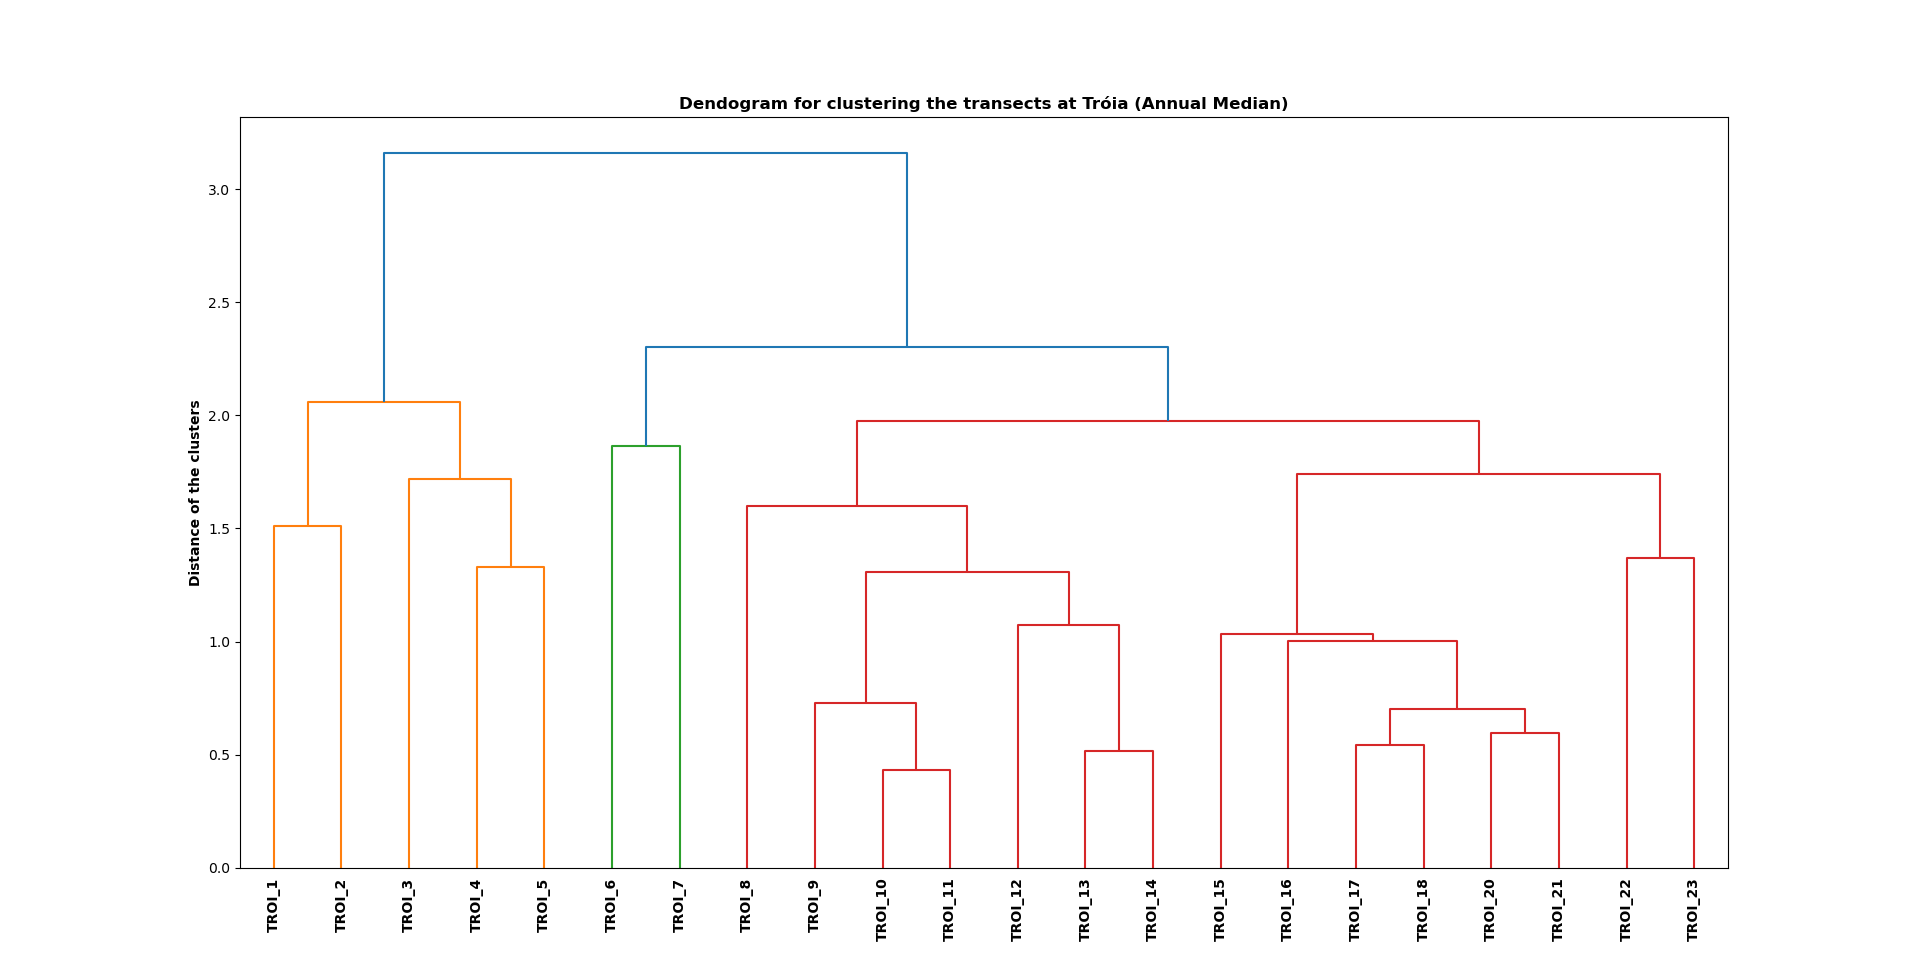 Dendogram for clustering the transects at Tróia (Annual Median)
Distance of the clusters
3.0
2.5
2.0
1.5
1.0
0.5
0.0
TROI_1
TROI_2
TROI_3
TROI_4
TROI_5
TROI_6
TROI_7
TROI_8
TROI_9
TROI_10
TROI_11
TROI_12
TROI_13
TROI_14
TROI_15
TROI_16
TROI_17
TROI_18
TROI_20
TROI_21
TROI_22
TROI_23